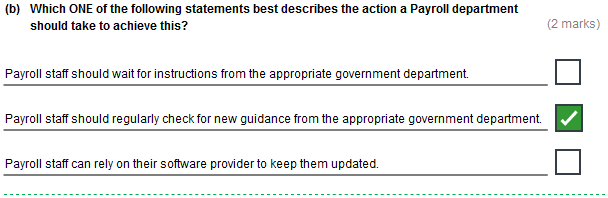 (b) Which ONE of the following statements best describes the action a Payroll department
should take to achieve this? (2 marks)
Payroll staff should wait for instructions from the appropriate government department.
Payroll staff should regularly check for new guidance from the appropriate government department.
Payroll staff can rely on their software provider to keep them updated.